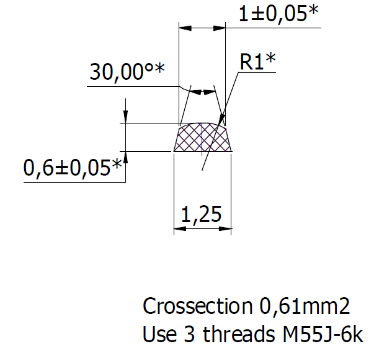 1±0,05*
30,00°*
R1*
0,6±0,05*
1,25
Crossection 0,61mm2
Use 3 threads M55J-6k